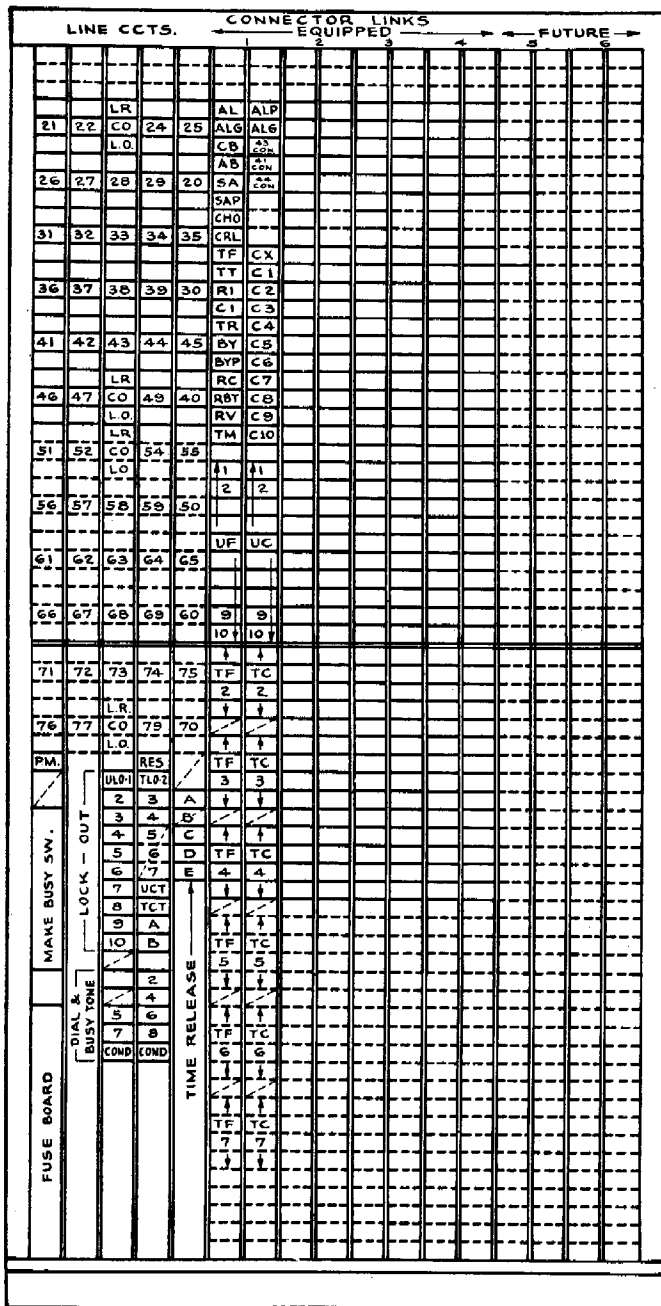 LINE CCTS. CONNECTOR LINKS
EQUIPPED FUTURE
1 2 3 4 5 6
LR AL ALP
21 22 CO 24 25 ALG ALG
L.O. CB 43 CON
AB 41 CON
26 27 28 29 20 SA 44 CON
SAP
CHO
31 32 33 34 35 CRL
TF CX
TT C1
36 37 38 39 30 R1 C2
C1 C3
TR C4
41 42 43 44 45 BY C5
BYP C6
LR RC C7
46 47 CO 49 40 RBT C8
L.O. RV C9
LR TM C10
51 52 CO 54 55
LO 1 1
2 2
56 57 58 59 50
UF UC
61 62 63 64 65
66 67 68 69 60 9 9
10 10
71 72 73 74 75 TF TC
2 2
L.R.
76 77 CO 79 70
L.O.
PM. RES TF TC
ULO-1 TLO-2 3 3
2 3 A
3 4 B
4 5 C
5 6 D TF TC
6 7 E 4 4
7 UCT
8 TCT
9 A
10 B TF TC
5 5
2
4
5 6
7 8 TF TC
COND COND 6 6
TF TC
7 7
MAKE BUSY SW.
LOCK-OUT
DIAL &
BUSY TONE
TIME RELEASE
FUSE BOARD